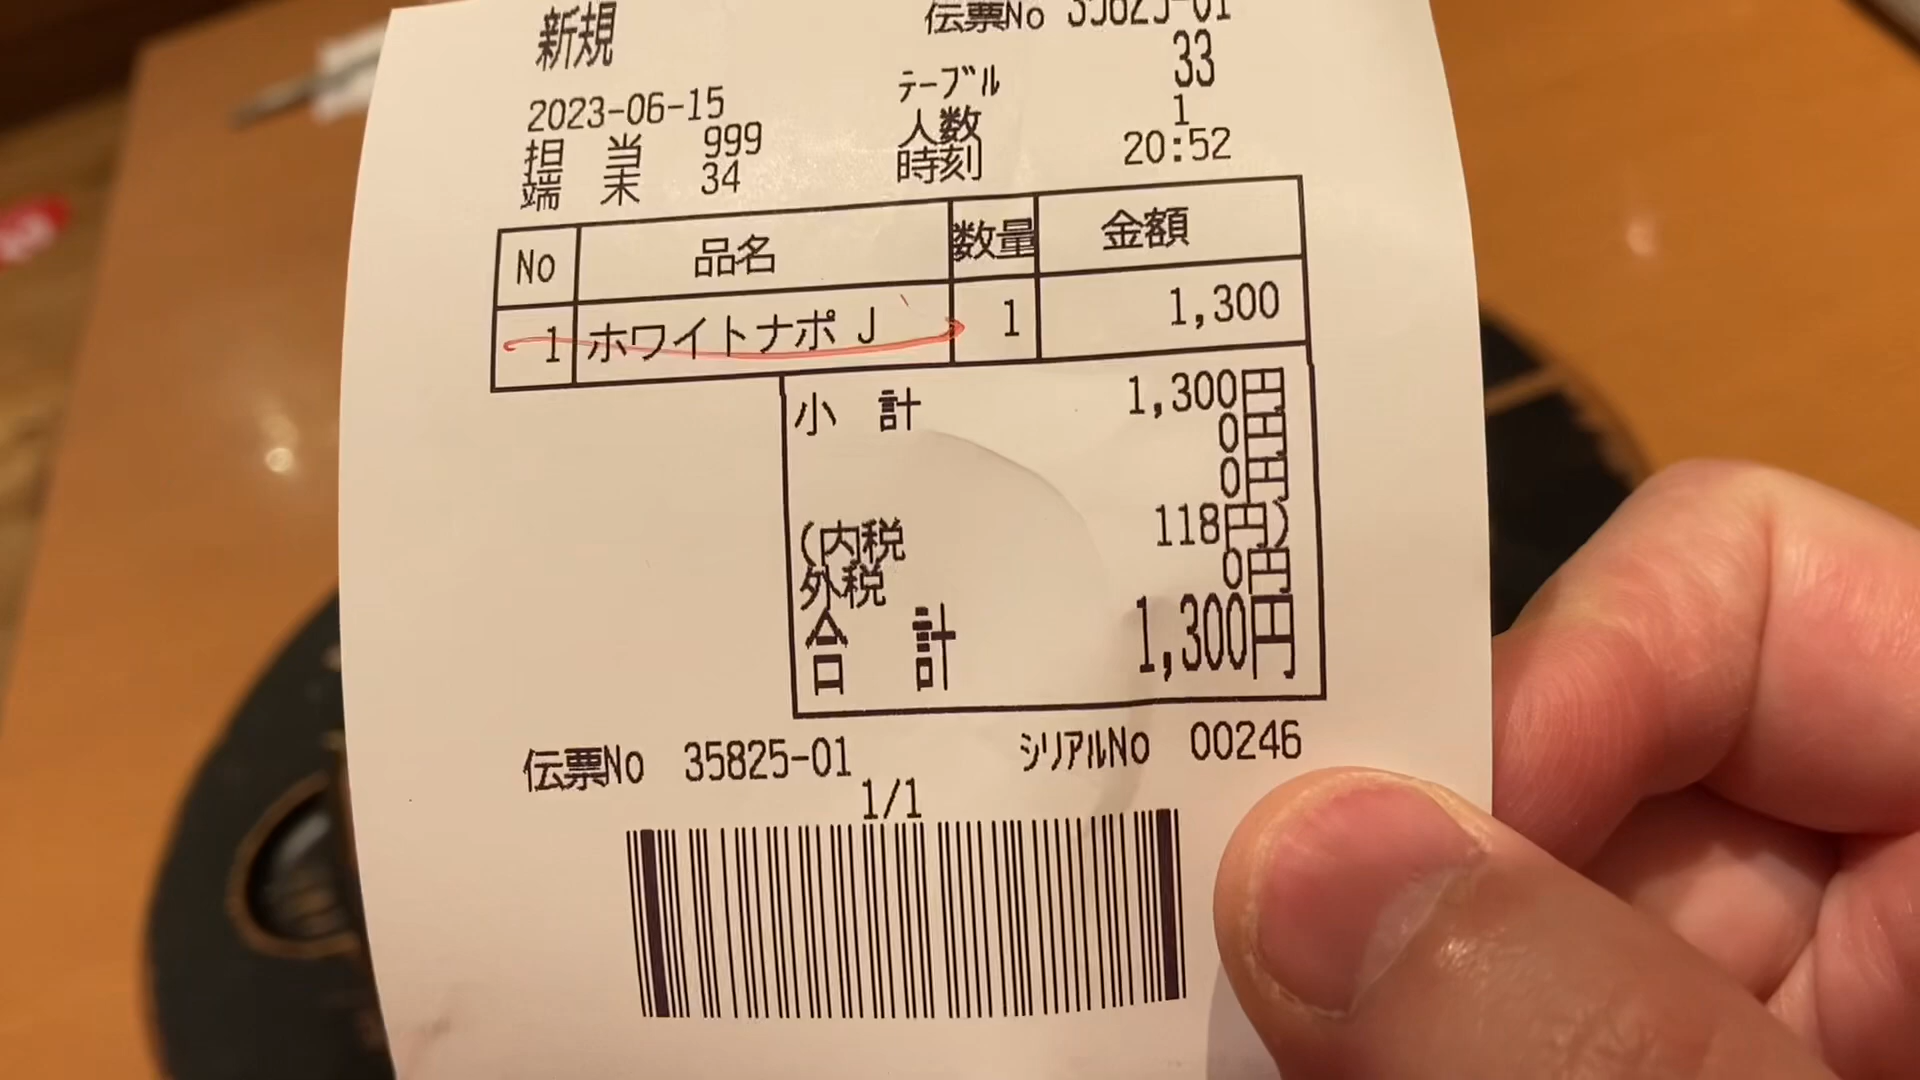 新規 伝票No 35825-01
テーブル 33
2023-06-15 人数 1
担当 999 時刻 20:52
端末 34
No 品名 数量 金額
1 ホワイトナポ J 1 1,300
小計 1,300円
0円
0円
(内税 118円)
外税 0円
合計 1,300円
伝票No 35825-01 シリアルNo 00246
1/1